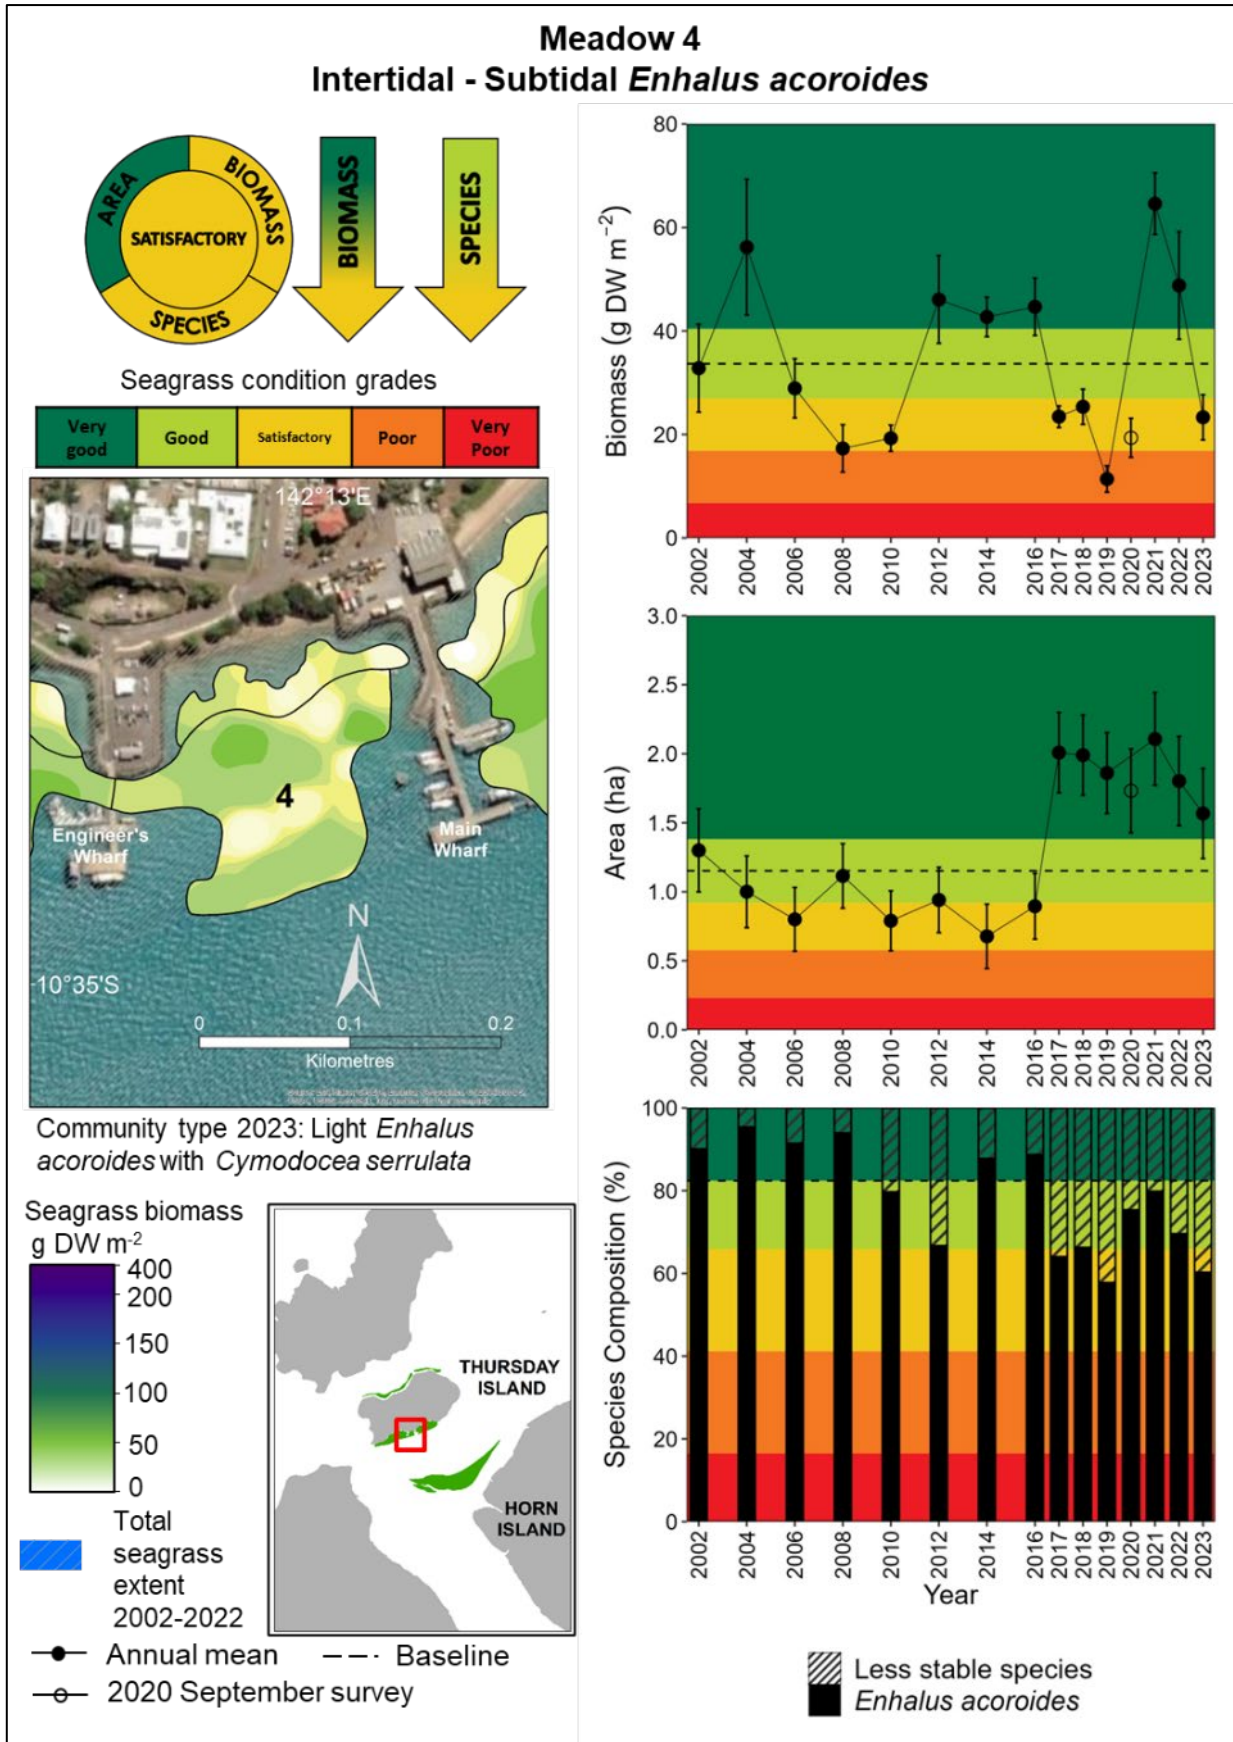 Meadow 4
Intertidal - Subtidal Enhalus acoroides
AREA
BIOMASS
SATISFACTORY
SPECIES
BIOMASS
SPECIES
Seagrass condition grades
Very good
Good
Satisfactory
Poor
Very Poor
142°13'E
4
Engineer's
Wharf
Main
Wharf
N
10°35'S
0 0.1 0.2
Kilometres
Community type 2023: Light Enhalus
acoroides with Cymodocea serrulata
Seagrass biomass
g DW m-2
400
200
150
100
50
0
Total
seagrass
extent
2002-2022
THURSDAY
ISLAND
HORN
ISLAND
Annual mean
Baseline
2020 September survey
Biomass (g DW m−2)
80
60
40
20
0
2002 2004 2006 2008 2010 2012 2014 2016 2017 2018 2019 2020 2021 2022 2023
Area (ha)
3.0
2.5
2.0
1.5
1.0
0.5
0.0
2002 2004 2006 2008 2010 2012 2014 2016 2017 2018 2019 2020 2021 2022 2023
Species Composition (%)
100
80
60
40
20
0
2002 2004 2006 2008 2010 2012 2014 2016 2017 2018 2019 2020 2021 2022 2023
Year
Less stable species
Enhalus acoroides